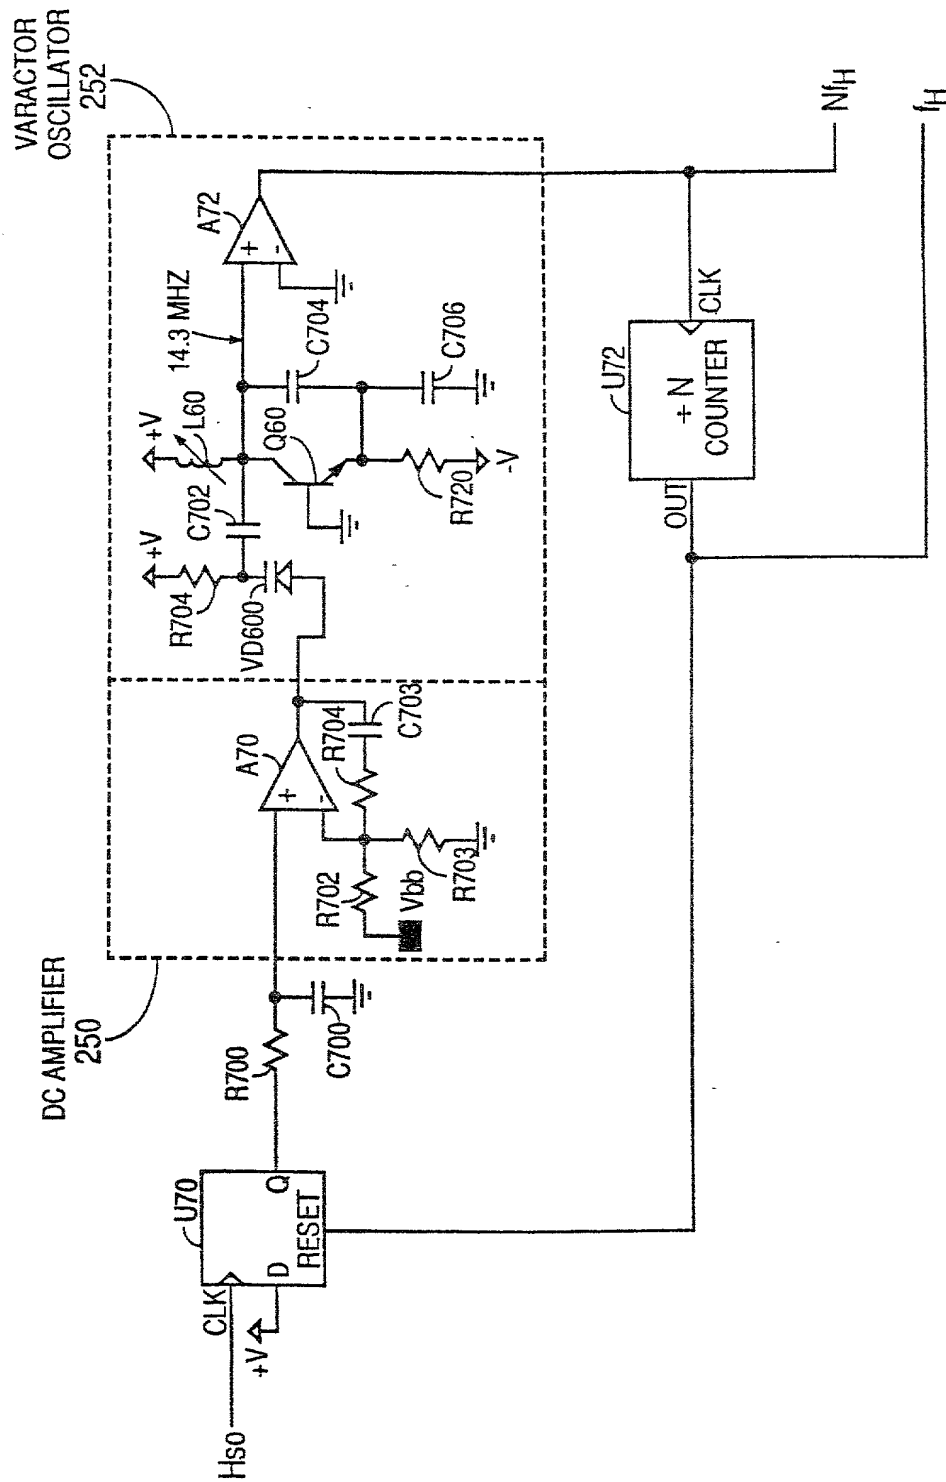 VARACTOR
OSCILLATOR
252
DC AMPLIFIER
250
Hso
CLK
+V
D
Q
RESET
U70
R700
C700
A70
+
-
R702
Vbb
R703
R704
C703
+V
R704
VD600
C702
+V
L60
Q60
R720
-V
14.3 MHZ
C704
C706
A72
+
-
U72
÷ N
COUNTER
CLK
OUT
NfH
fH